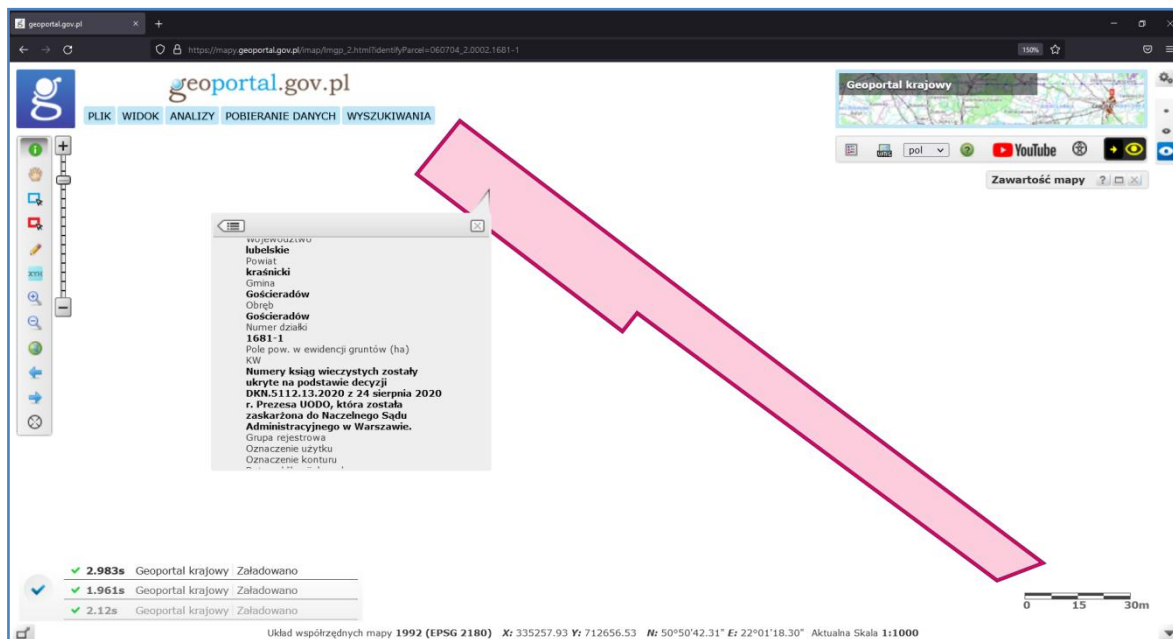 geoportal.gov.pl
https://mapy.geoportal.gov.pl/imap/Imgp_2.html?identifyParcel=060704_2.0002.1681-1
150%
geoportal.gov.pl
PLIK WIDOK ANALIZY POBIERANIE DANYCH WYSZUKIWANIA
Geoportal krajowy
pol
YouTube
Zawartość mapy
XYH
Województwo
lubelskie
Powiat
kraśnicki
Gmina
Gościeradów
Obręb
Gościeradów
Numer działki
1681-1
Pole pow. w ewidencji gruntów (ha)
KW
Numery ksiąg wieczystych zostały
ukryte na podstawie decyzji
DKN.5112.13.2020 z 24 sierpnia 2020
r. Prezesa UODO, która została
zaskarżona do Naczelnego Sądu
Administracyjnego w Warszawie.
Grupa rejestrowa
Oznaczenie użytku
Oznaczenie konturu
2.983s Geoportal krajowy Załadowano
1.961s Geoportal krajowy Załadowano
2.12s Geoportal krajowy Załadowano
0 15 30m
Układ współrzędnych mapy 1992 (EPSG 2180) X: 335257.93 Y: 712656.53 N: 50°50'42.31" E: 22°01'18.30" Aktualna Skala 1:1000